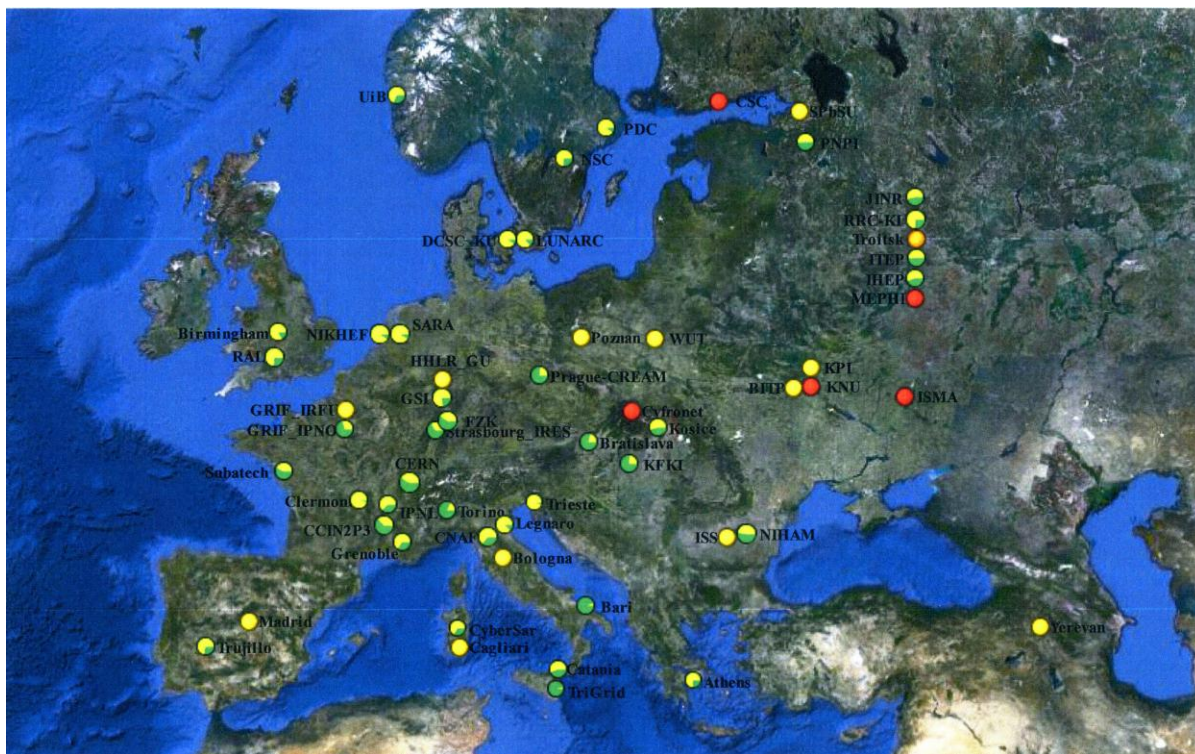 UiB
CSC
SPbSU
PDC
PNPI
NSC
JINR
RRC-KI
DCSC_KU
LUNARC
Troitsk
ITEP
IHEP
MEPHI
SARA
Birmingham
NIKHEF
Poznan
WUT
RAL
HHLR_GU
KPI
Prague-CREAM
BITP
KNU
GSI
ISMA
GRIF_IRFU
Cyfronet
FZK
GRIF_IPNO
Strasbourg_IRES
Kosice
Bratislava
CERN
KFKI
Subatech
Clermon
Trieste
IPNL
Torino
Legnaro
CCIN2P3
CNAF
ISS
NIHAM
Grenoble
Bologna
Bari
Madrid
CyberSar
Yerevan
Trujillo
Cagliari
Catania
Athens
TriGrid